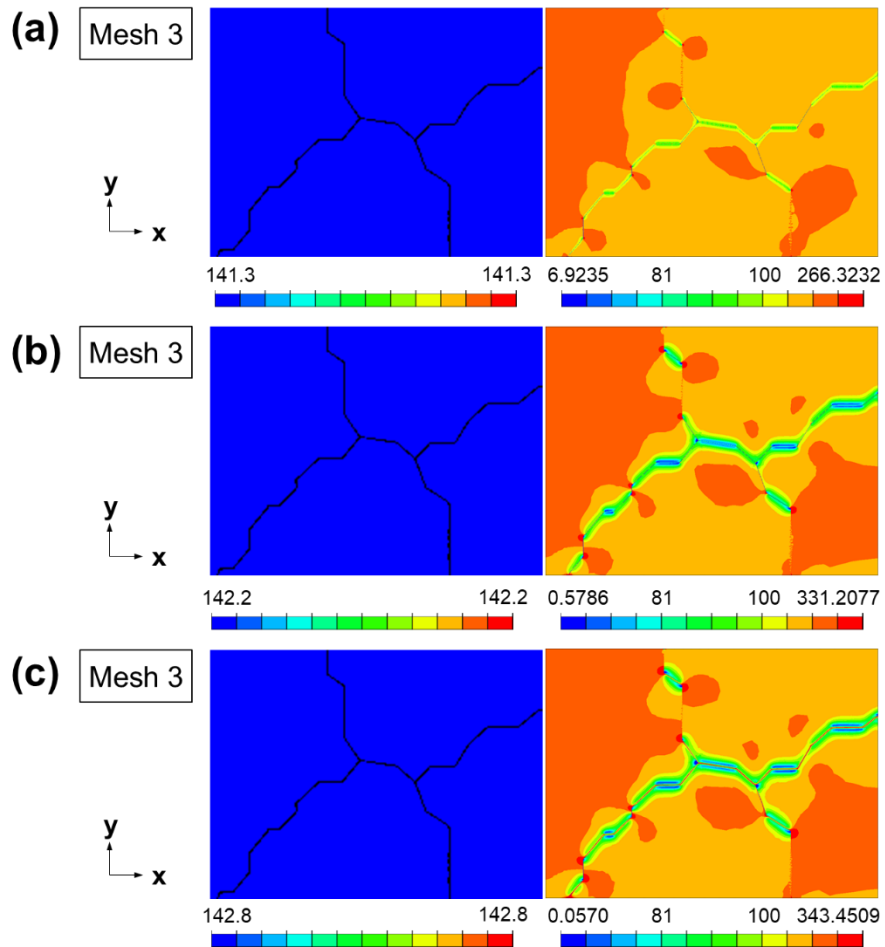 (a) Mesh 3
y
x
141.3 141.3 6.9235 81 100 266.3232
(b) Mesh 3
y
x
142.2 142.2 0.5786 81 100 331.2077
(c) Mesh 3
y
x
142.8 142.8 0.0570 81 100 343.4509